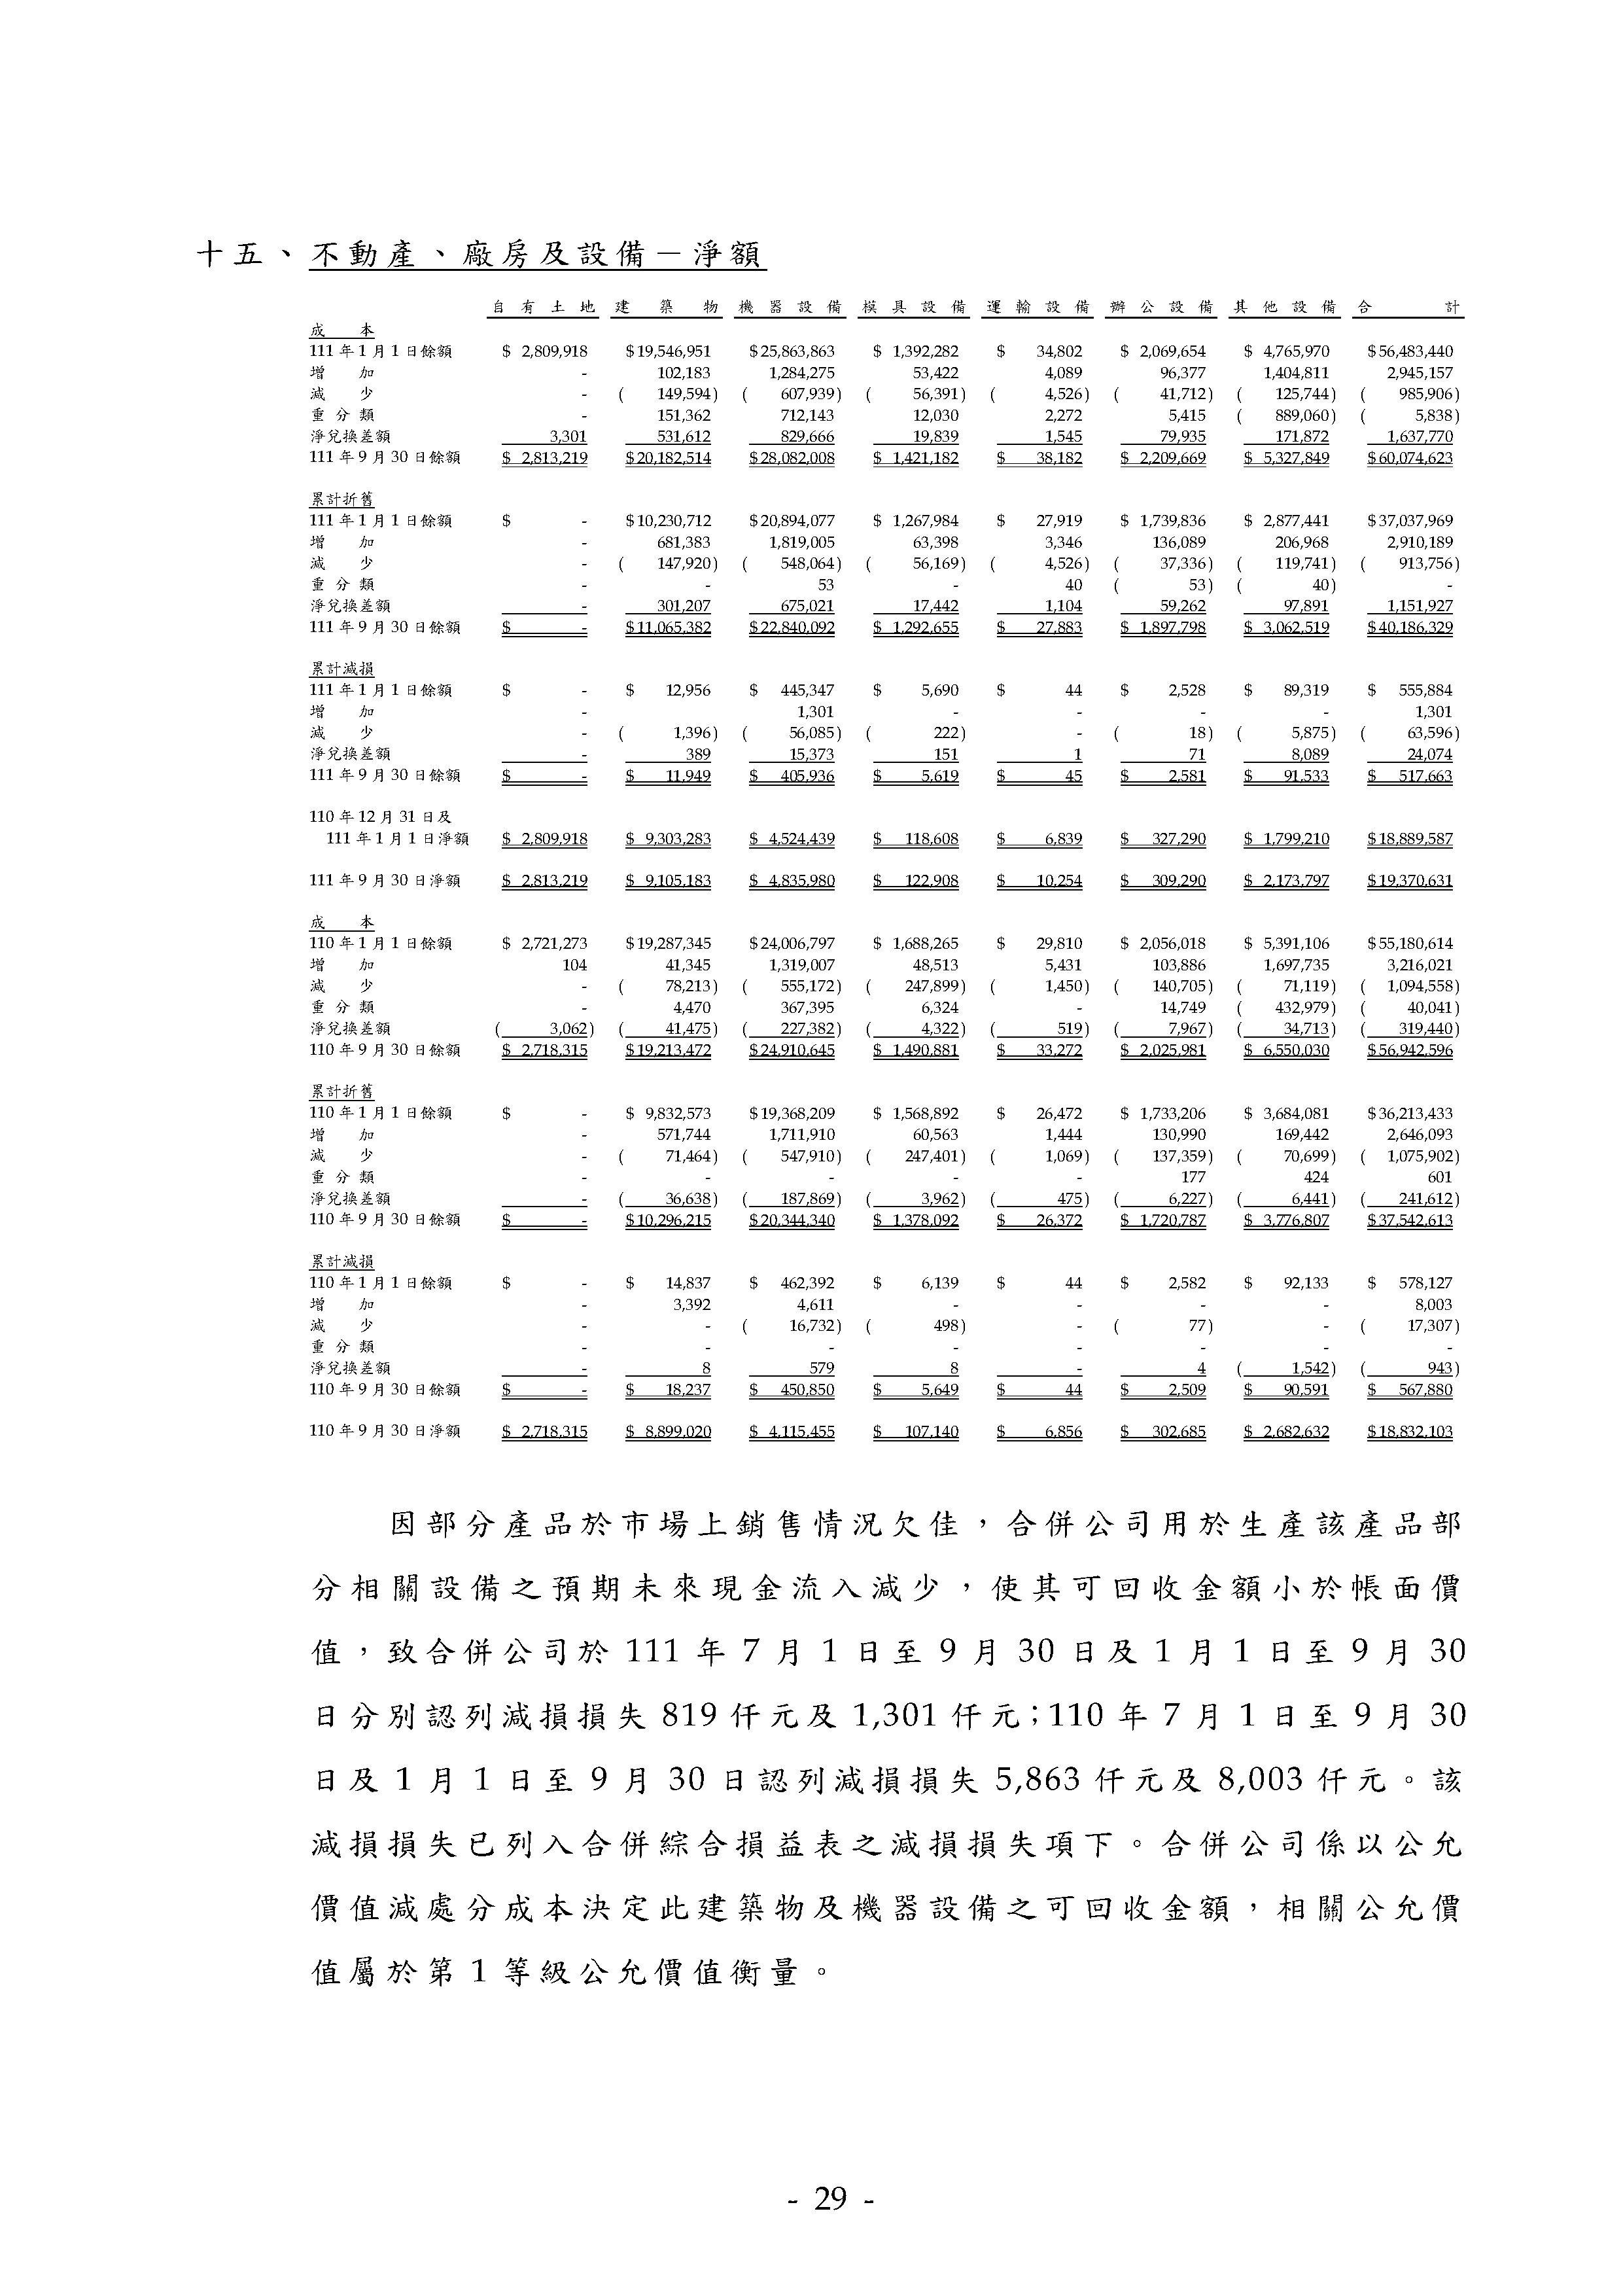 十五、不動產、廠房及設備－淨額
自有土地 建築物 機器設備 模具設備 運輸設備 辦公設備 其他設備 合計
成本
111年1月1日餘額 $ 2,809,918 $19,546,951 $25,863,863 $ 1,392,282 $ 34,802 $ 2,069,654 $ 4,765,970 $56,483,440
增加 - 102,183 1,284,275 53,422 4,089 96,377 1,404,811 2,945,157
減少 - ( 149,594) ( 607,939) ( 56,391) ( 4,526) ( 41,712) ( 125,744) ( 985,906)
重分類 - 151,362 712,143 12,030 2,272 5,415 ( 889,060) ( 5,838)
淨兌換差額 3,301 531,612 829,666 19,839 1,545 79,935 171,872 1,637,770
111年9月30日餘額 $ 2,813,219 $20,182,514 $28,082,008 $ 1,421,182 $ 38,182 $ 2,209,669 $ 5,327,849 $60,074,623
累計折舊
111年1月1日餘額 $ - $10,230,712 $20,894,077 $ 1,267,984 $ 27,919 $ 1,739,836 $ 2,877,441 $37,037,969
增加 - 681,383 1,819,005 63,398 3,346 136,089 206,968 2,910,189
減少 - ( 147,920) ( 548,064) ( 56,169) ( 4,526) ( 37,336) ( 119,741) ( 913,756)
重分類 - - 53 - 40 ( 53) ( 40) -
淨兌換差額 - 301,207 675,021 17,442 1,104 59,262 97,891 1,151,927
111年9月30日餘額 $ - $11,065,382 $22,840,092 $ 1,292,655 $ 27,883 $ 1,897,798 $ 3,062,519 $40,186,329
累計減損
111年1月1日餘額 $ - $ 12,956 $ 445,347 $ 5,690 $ 44 $ 2,528 $ 89,319 $ 555,884
增加 - - 1,301 - - - - 1,301
減少 - ( 1,396) ( 56,085) ( 222) - ( 18) ( 5,875) ( 63,596)
淨兌換差額 - 389 15,373 151 1 71 8,089 24,074
111年9月30日餘額 $ - $ 11,949 $ 405,936 $ 5,619 $ 45 $ 2,581 $ 91,533 $ 517,663
110年12月31日及
111年1月1日淨額 $ 2,809,918 $ 9,303,283 $ 4,524,439 $ 118,608 $ 6,839 $ 327,290 $ 1,799,210 $18,889,587
111年9月30日淨額 $ 2,813,219 $ 9,105,183 $ 4,835,980 $ 122,908 $ 10,254 $ 309,290 $ 2,173,797 $19,370,631
成本
110年1月1日餘額 $ 2,721,273 $19,287,345 $24,006,797 $ 1,688,265 $ 29,810 $ 2,056,018 $ 5,391,106 $55,180,614
增加 104 41,345 1,319,007 48,513 5,431 103,886 1,697,735 3,216,021
減少 - ( 78,213) ( 555,172) ( 247,899) ( 1,450) ( 140,705) ( 71,119) ( 1,094,558)
重分類 - 4,470 367,395 6,324 - 14,749 ( 432,979) ( 40,041)
淨兌換差額 ( 3,062) ( 41,475) ( 227,382) ( 4,322) ( 519) ( 7,967) ( 34,713) ( 319,440)
110年9月30日餘額 $ 2,718,315 $19,213,472 $24,910,645 $ 1,490,881 $ 33,272 $ 2,025,981 $ 6,550,030 $56,942,596
累計折舊
110年1月1日餘額 $ - $ 9,832,573 $19,368,209 $ 1,568,892 $ 26,472 $ 1,733,206 $ 3,684,081 $36,213,433
增加 - 571,744 1,711,910 60,563 1,444 130,990 169,442 2,646,093
減少 - ( 71,464) ( 547,910) ( 247,401) ( 1,069) ( 137,359) ( 70,699) ( 1,075,902)
重分類 - - - - - 177 424 601
淨兌換差額 - ( 36,638) ( 187,869) ( 3,962) ( 475) ( 6,227) ( 6,441) ( 241,612)
110年9月30日餘額 $ - $10,296,215 $20,344,340 $ 1,378,092 $ 26,372 $ 1,720,787 $ 3,776,807 $37,542,613
累計減損
110年1月1日餘額 $ - $ 14,837 $ 462,392 $ 6,139 $ 44 $ 2,582 $ 92,133 $ 578,127
增加 - 3,392 4,611 - - - - 8,003
減少 - - ( 16,732) ( 498) - ( 77) - ( 17,307)
重分類 - - - - - - - -
淨兌換差額 - 8 579 8 - 4 ( 1,542) ( 943)
110年9月30日餘額 $ - $ 18,237 $ 450,850 $ 5,649 $ 44 $ 2,509 $ 90,591 $ 567,880
110年9月30日淨額 $ 2,718,315 $ 8,899,020 $ 4,115,455 $ 107,140 $ 6,856 $ 302,685 $ 2,682,632 $18,832,103
因部分產品於市場上銷售情況欠佳，合併公司用於生產該產品部
分相關設備之預期未來現金流入減少，使其可回收金額小於帳面價
值，致合併公司於 111 年 7 月 1 日至 9 月 30 日及 1 月 1 日至 9 月 30
日分別認列減損損失 819 仟元及 1,301 仟元；110 年 7 月 1 日至 9 月 30
日及 1 月 1 日至 9 月 30 日認列減損損失 5,863 仟元及 8,003 仟元。該
減損損失已列入合併綜合損益表之減損損失項下。合併公司係以公允
價值減處分成本決定此建築物及機器設備之可回收金額，相關公允價
值屬於第 1 等級公允價值衡量。
- 29 -